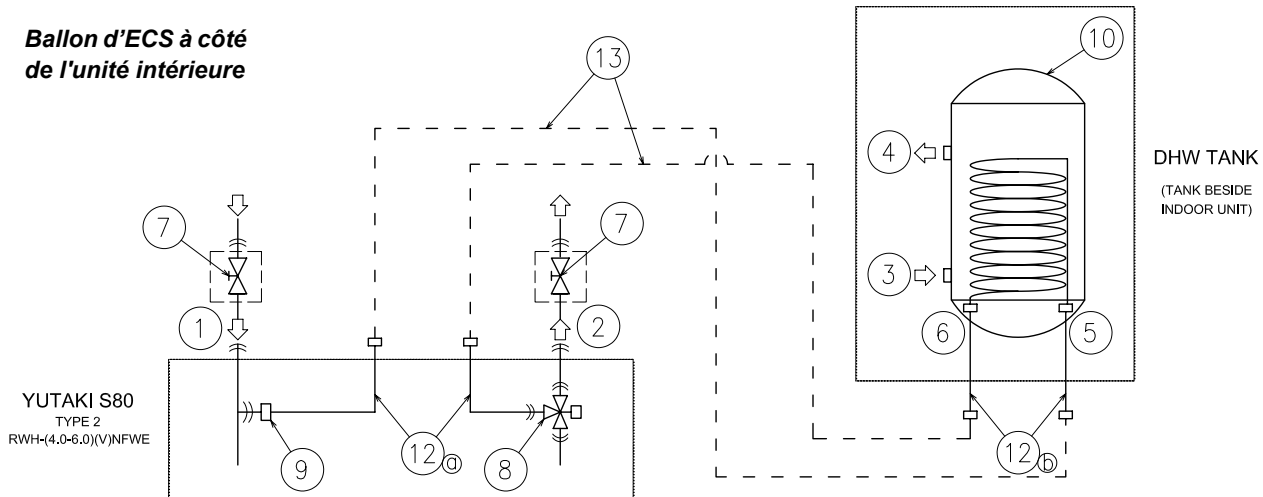 Ballon d’ECS à côté
de l'unité intérieure
13
10
4
DHW TANK
(TANK BESIDE
INDOOR UNIT)
7
7
3
1
2
6
5
YUTAKI S80
TYPE 2
RWH-(4.0-6.0)(V)NFWE
9
12 a
8
12 b